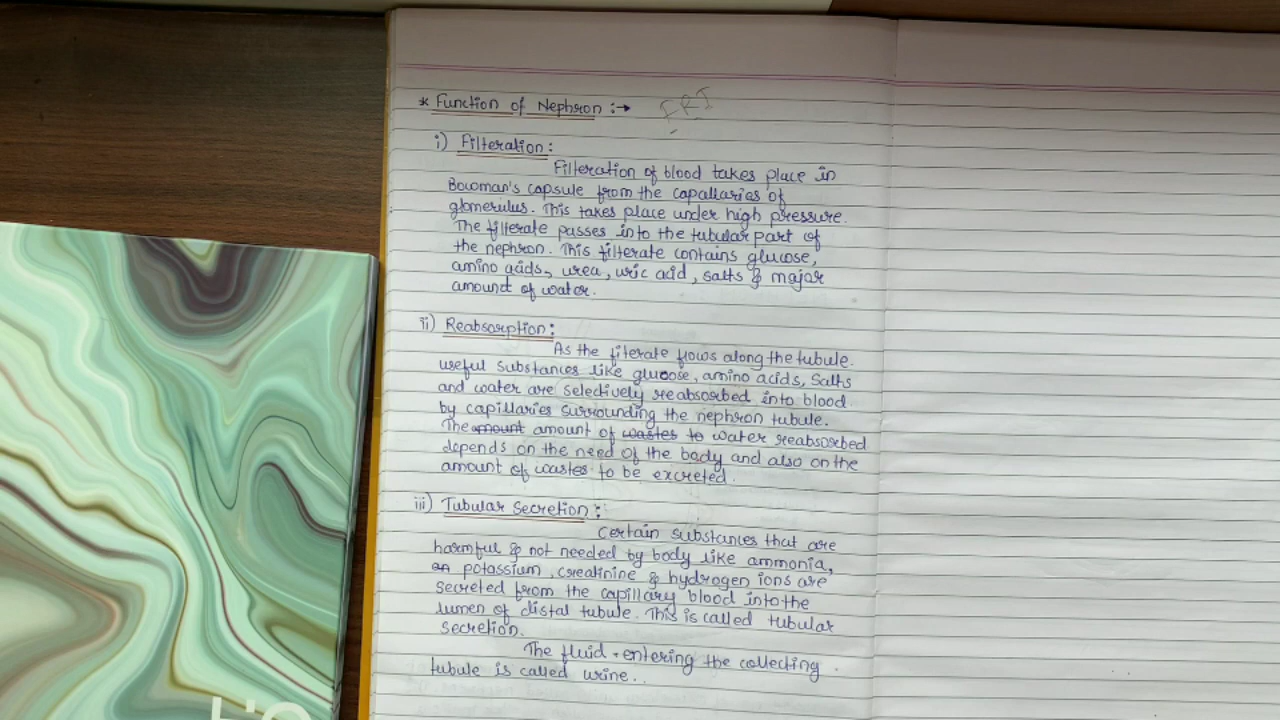 * Function of Nephron :→ FRI
i) Filteration :
Filteration of blood takes place in
Bowman's capsule from the capallaries of
glomerulus. This takes place under high pressure.
The filterate passes into the tubular part of
the nephron. This filterate contains glucose,
amino acids, urea, uric acid, salts & major
amount of water.
ii) Reabsorption :
As the filerate flows along the tubule.
useful substances like glucose, amino acids, Salts
and water are selectively reabsorbed into blood
by capillaries surrounding the nephron tubule.
The amount amount of wastes to water reabsorbed
depends on the need of the body and also on the
amount of wastes to be excreted.
iii) Tubular Secretion :
Certain substances that are
harmful & not needed by body like ammonia,
potassium, creatinine & hydrogen ions are
secreted from the capillary blood into the
lumen of distal tubule. This is called tubular
secretion.
The fluid entering the collecting
tubule is called urine.